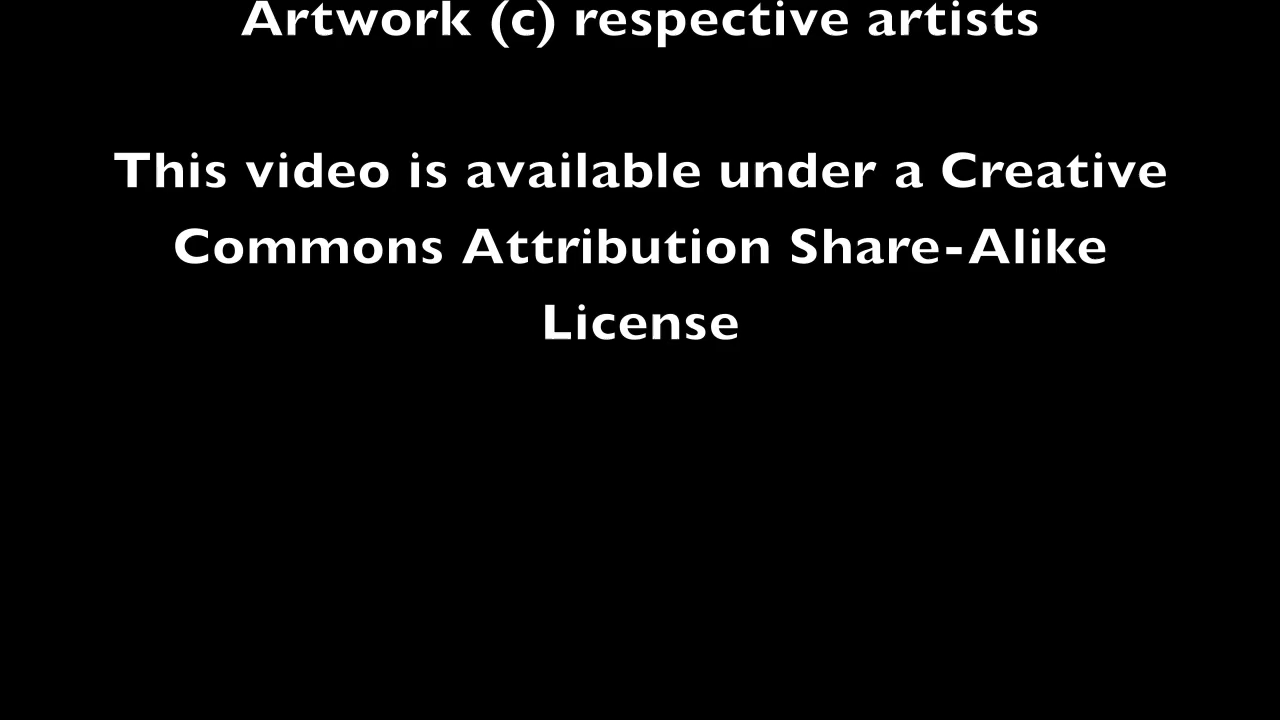 Artwork (c) respective artists
This video is available under a Creative
Commons Attribution Share-Alike
License